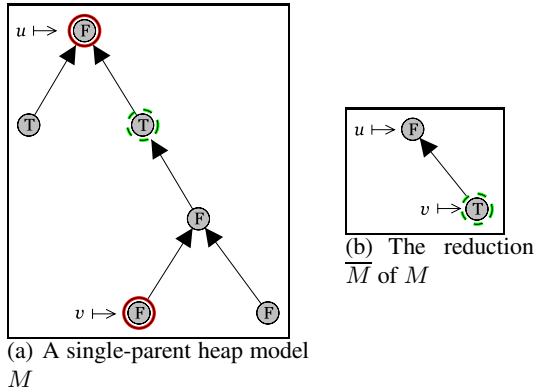 u ↦ F
T T
F
v ↦ F F
(a) A single-parent heap model
M
u ↦ F
v ↦ T
(b) The reduction
M̅ of M